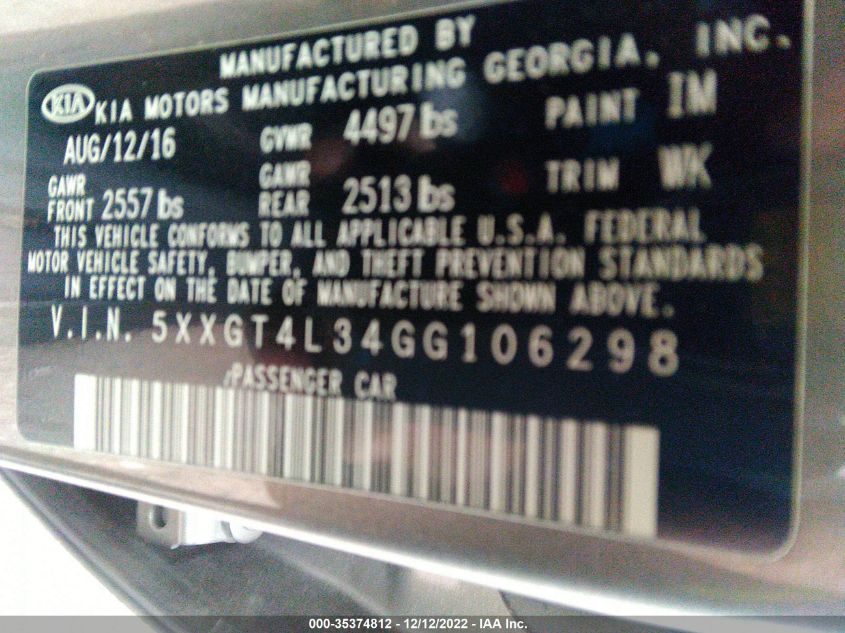 MANUFACTURED BY
KIA KIA MOTORS MANUFACTURING GEORGIA, INC.
AUG/12/16 GVWR 4497 lbs PAINT IM
GAWR FRONT 2557 lbs GAWR REAR 2513 lbs TRIM WK
THIS VEHICLE CONFORMS TO ALL APPLICABLE U.S.A. FEDERAL
MOTOR VEHICLE SAFETY, BUMPER, AND THEFT PREVENTION STANDARDS
IN EFFECT ON THE DATE OF MANUFACTURE SHOWN ABOVE.
V.I.N. 5XXGT4L34GG106298
/PASSENGER CAR
000-35374812 - 12/12/2022 - IAA Inc.